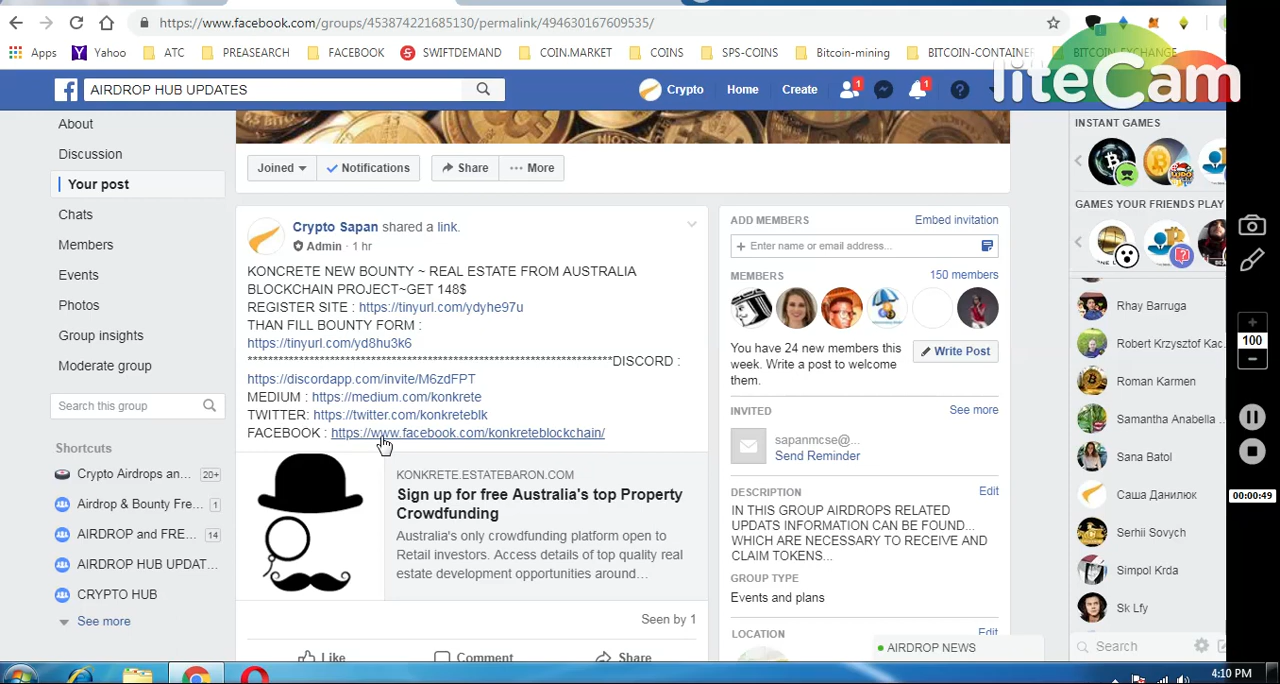 https://www.facebook.com/groups/453874221685130/permalink/494630167609535/
Apps Yahoo ATC PREASEARCH FACEBOOK SWIFTDEMAND COIN.MARKET COINS SPS-COINS Bitcoin-mining BITCOIN-CONTAINER BITCOIN-EXCHANGE
liteCam
AIRDROP HUB UPDATES
Crypto Home Create 1 1
About
Discussion
Your post
Chats
Members
Events
Photos
Group insights
Moderate group
Search this group
Shortcuts
Crypto Airdrops an... 20+
Airdrop & Bounty Fre... 1
AIRDROP and FRE... 14
AIRDROP HUB UPDAT...
CRYPTO HUB
See more
Joined Notifications Share ··· More
Crypto Sapan shared a link.
Admin · 1 hr
KONCRETE NEW BOUNTY ~ REAL ESTATE FROM AUSTRALIA
BLOCKCHAIN PROJECT~GET 148$
REGISTER SITE : https://tinyurl.com/ydyhe97u
THAN FILL BOUNTY FORM :
https://tinyurl.com/yd8hu3k6
*************************************************************************DISCORD :
https://discordapp.com/invite/M6zdFPT
MEDIUM : https://medium.com/konkrete
TWITTER: https://twitter.com/konkreteblk
FACEBOOK : https://www.facebook.com/konkreteblockchain/
KONKRETE.ESTATEBARON.COM
Sign up for free Australia's top Property
Crowdfunding
Australia's only crowdfunding platform open to
Retail investors. Access details of top quality real
estate development opportunities around…
Seen by 1
Like Comment Share
ADD MEMBERS Embed invitation
+ Enter name or email address...
MEMBERS 150 members
You have 24 new members this
week. Write a post to welcome
them.
Write Post
INVITED See more
sapanmcse@...
Send Reminder
DESCRIPTION Edit
IN THIS GROUP AIRDROPS RELATED
UPDATS INFORMATION CAN BE FOUND...
WHICH ARE NECESSARY TO RECEIVE AND
CLAIM TOKENS...
GROUP TYPE
Events and plans
LOCATION Edit
AIRDROP NEWS
INSTANT GAMES
GAMES YOUR FRIENDS PLAY
Rhay Barruga
Robert Krzysztof Kac...
Roman Karmen
Samantha Anabella ...
Sana Batol
Саша Данилюк
Serhii Sovych
Simpol Krda
Sk Lfy
Search
100
00:00:49
4:10 PM